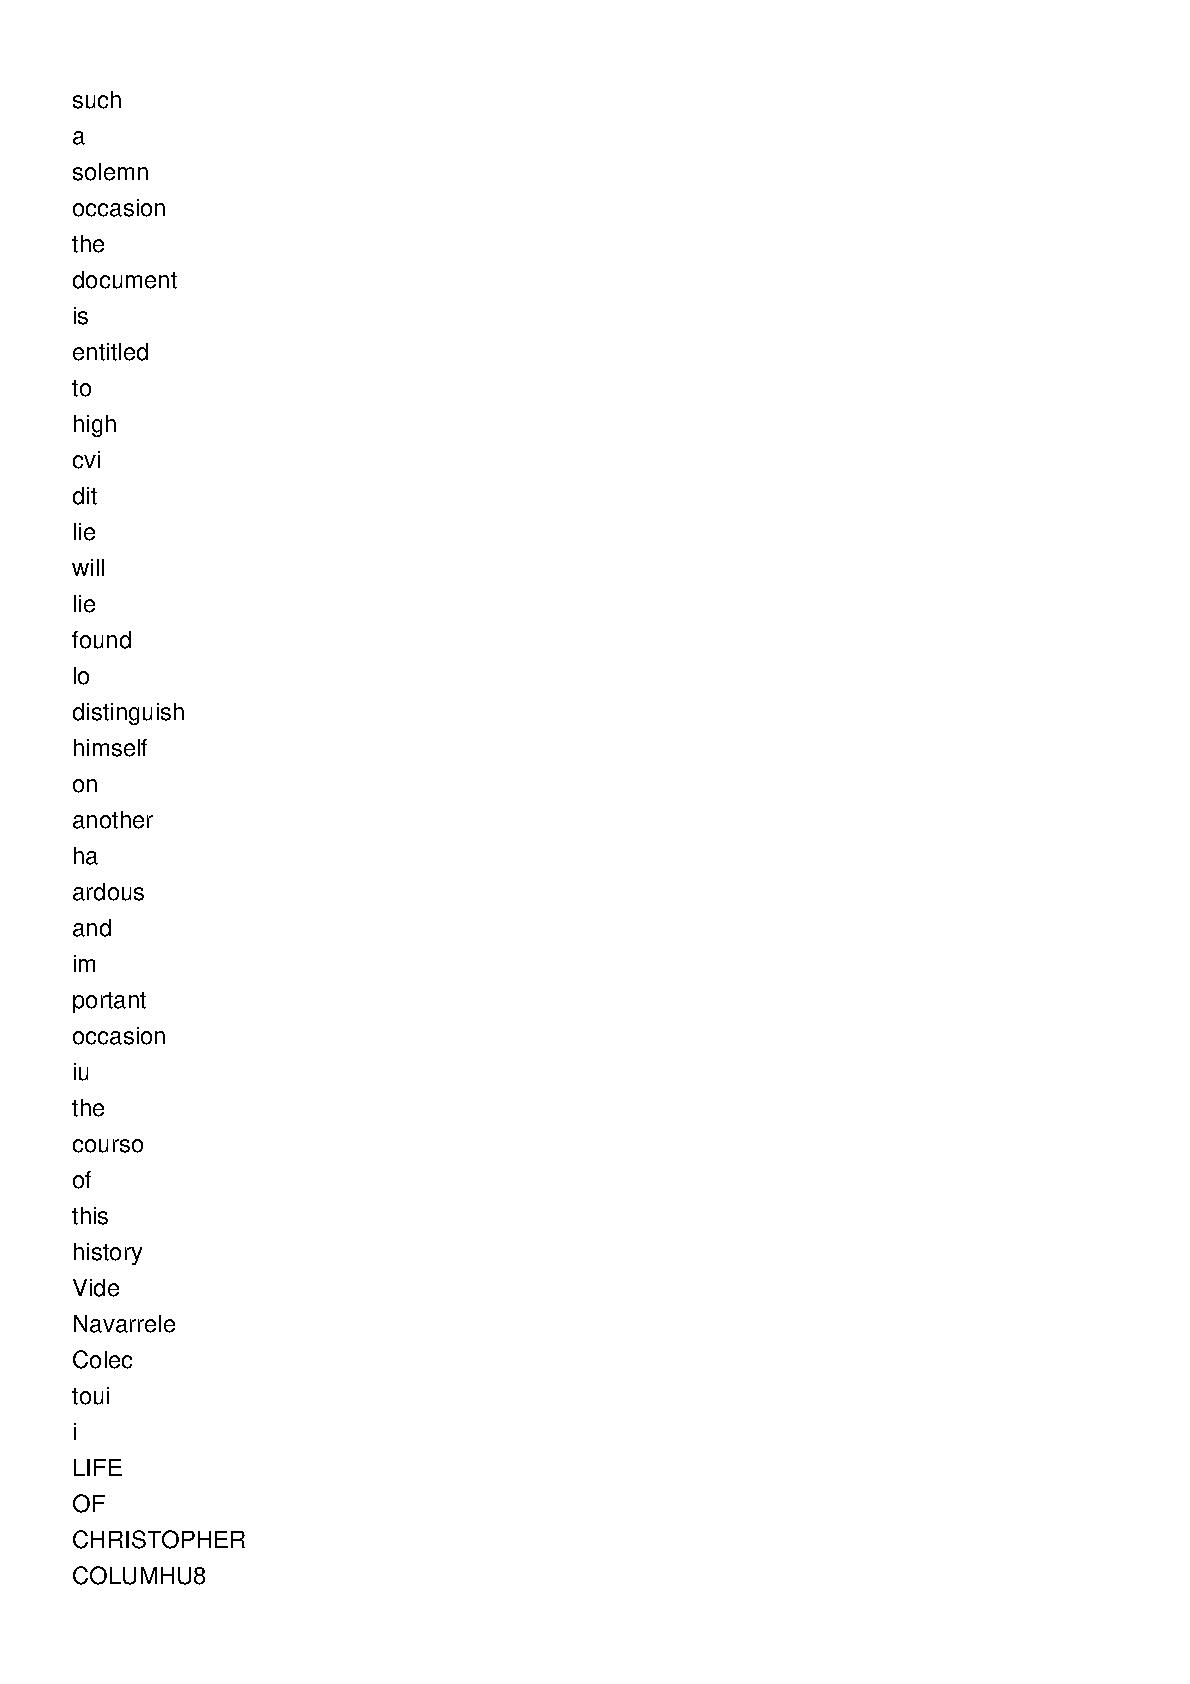 such
a
solemn
occasion
the
document
is
entitled
to
high
cvi
dit
lie
will
lie
found
lo
distinguish
himself
on
another
ha
ardous
and
im
portant
occasion
iu
the
courso
of
this
history
Vide
Navarrele
Colec
toui
i
LIFE
OF
CHRISTOPHER
COLUMHU8